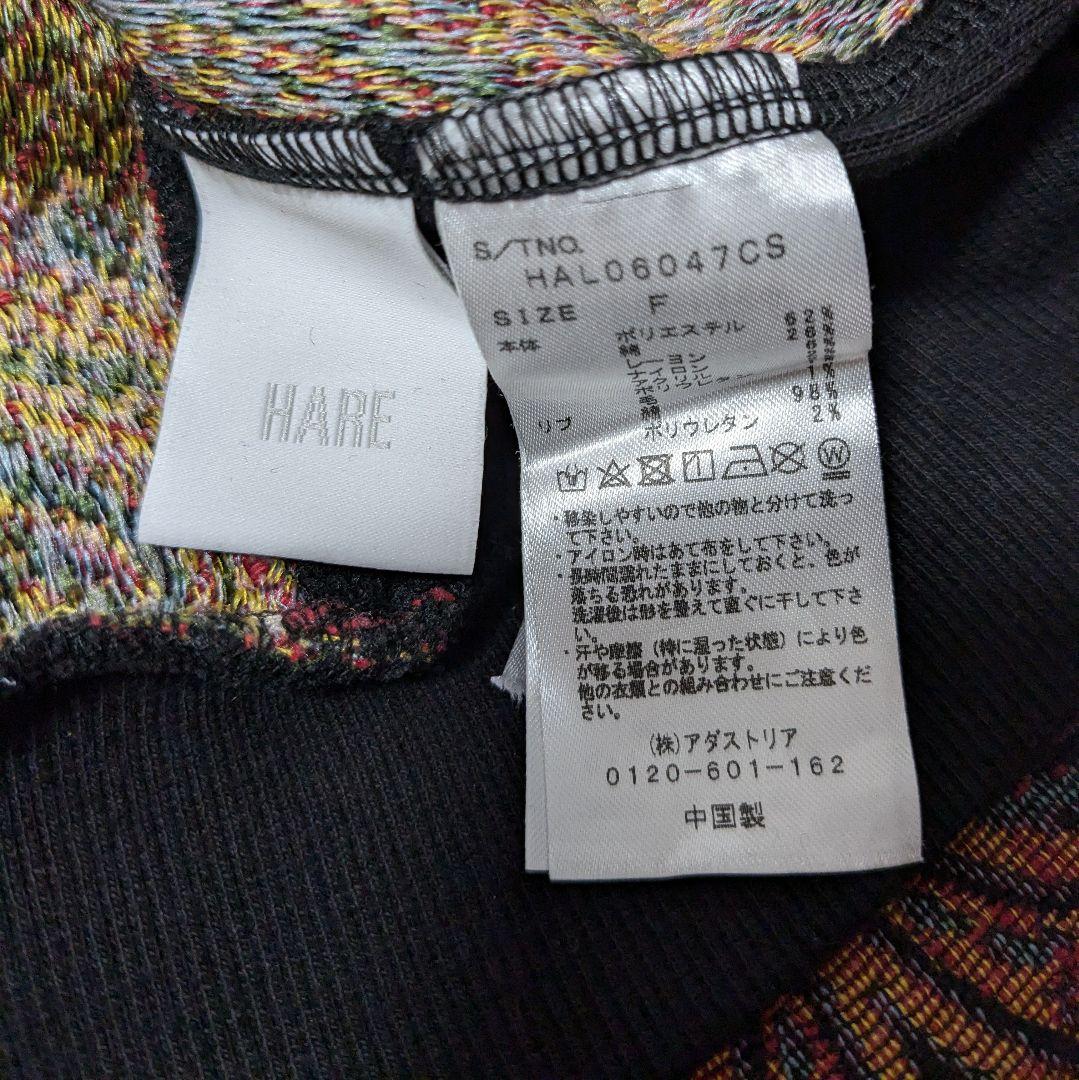 HARE
S/TNO.
HAL06047CS
SIZE F
本体 ポリエステル
リブ
ポリウレタン 2%
・移染しやすいので他の物と分けて洗っ
て下さい。
・アイロン時はあて布をして下さい。
・長時間濡れたままにしておくと、色が
落ちる恐れがあります。
洗濯後は形を整えて直ぐに干して下さ
い。
・汗や摩擦（特に湿った状態）により色
が移る場合があります。
他の衣類との組み合わせにご注意くだ
さい。
(株)アダストリア
0120-601-162
中国製